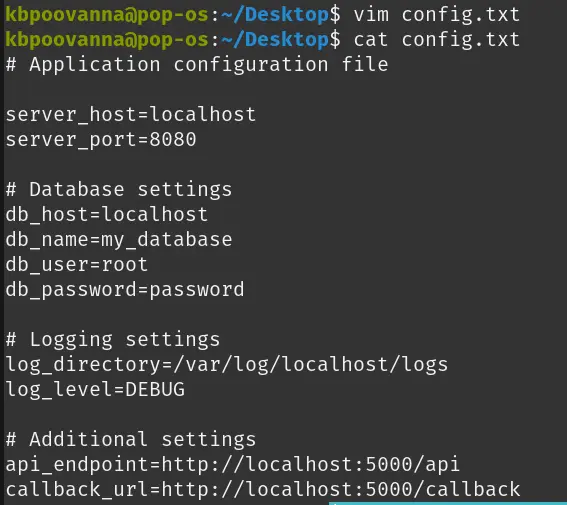 kbpoovanna@pop-os:~/Desktop$ vim config.txt
kbpoovanna@pop-os:~/Desktop$ cat config.txt
# Application configuration file
server_host=localhost
server_port=8080
# Database settings
db_host=localhost
db_name=my_database
db_user=root
db_password=password
# Logging settings
log_directory=/var/log/localhost/logs
log_level=DEBUG
# Additional settings
api_endpoint=http://localhost:5000/api
callback_url=http://localhost:5000/callback